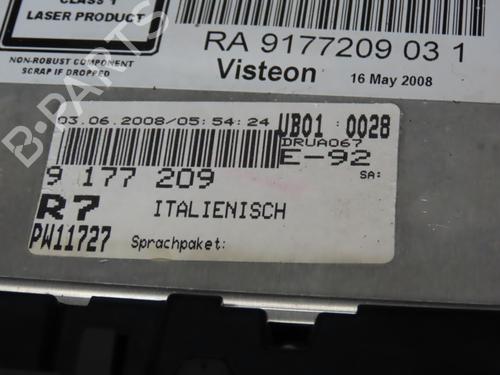 CLASS 1
LASER PRODUCT
NON-ROBUST COMPONENT
SCRAP IF DROPPED
RA 9177209 03 1
Visteon
16 May 2008
03.06.2008/05:54:24
UB01 0028
DRUA067
E-92
9 177 209
SA:
R7
ITALIENISCH
PW11727
Sprachpaket:
B-PARTS